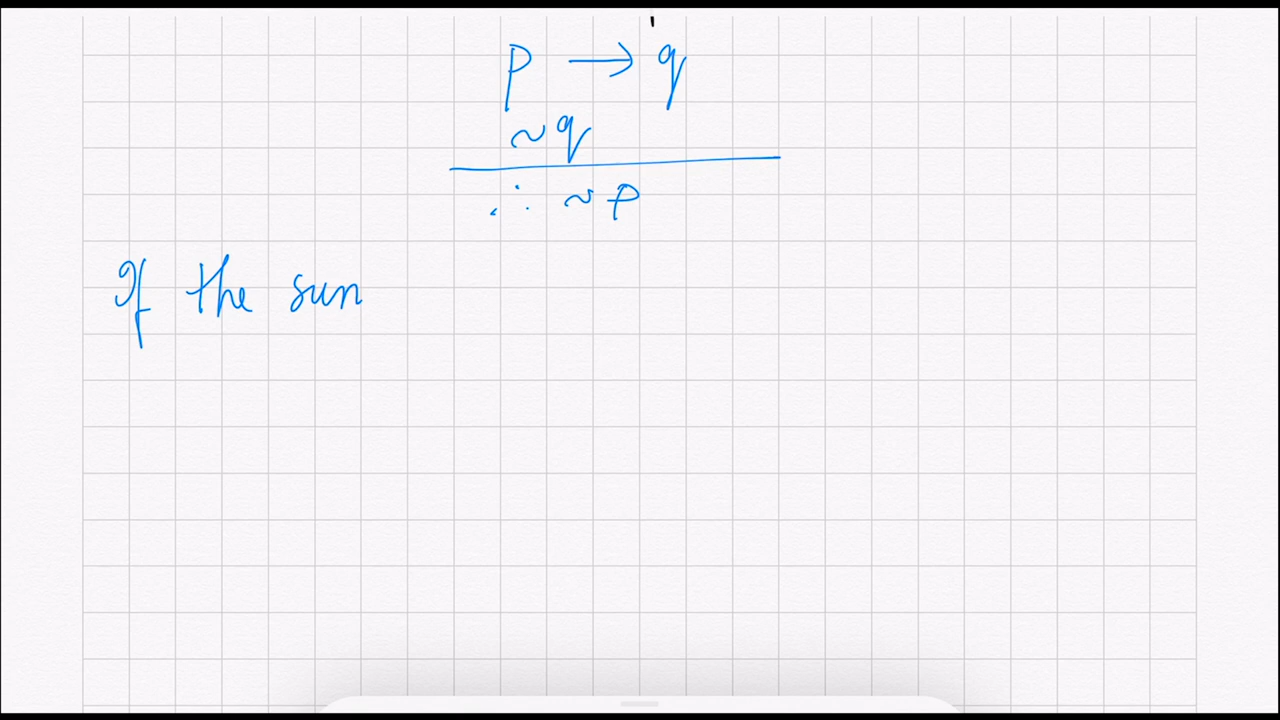 p → q
~q
∴ ~p
If the sun